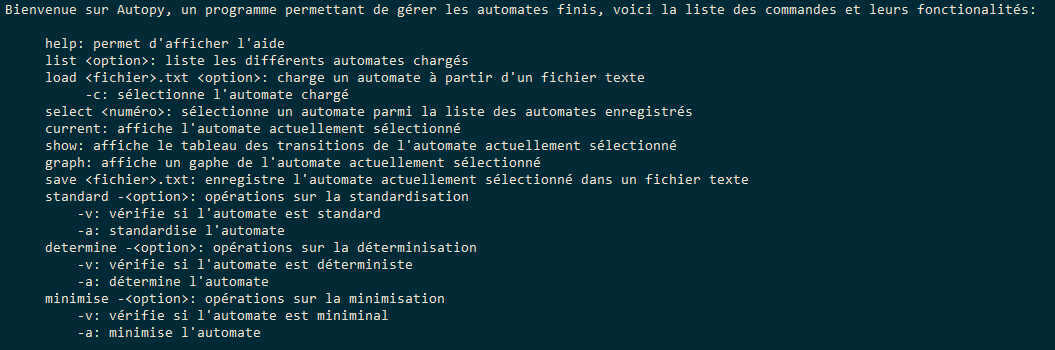 Bienvenue sur Autopy, un programme permettant de gérer les automates finis, voici la liste des commandes et leurs fonctionalités:
help: permet d'afficher l'aide
list <option>: liste les différents automates chargés
load <fichier>.txt <option>: charge un automate à partir d'un fichier texte
-c: sélectionne l'automate chargé
select <numéro>: sélectionne un automate parmi la liste des automates enregistrés
current: affiche l'automate actuellement sélectionné
show: affiche le tableau des transitions de l'automate actuellement sélectionné
graph: affiche un gaphe de l'automate actuellement sélectionné
save <fichier>.txt: enregistre l'automate actuellement sélectionné dans un fichier texte
standard -<option>: opérations sur la standardisation
-v: vérifie si l'automate est standard
-a: standardise l'automate
determine -<option>: opérations sur la déterminisation
-v: vérifie si l'automate est déterministe
-a: détermine l'automate
minimise -<option>: opérations sur la minimisation
-v: vérifie si l'automate est miniminal
-a: minimise l'automate